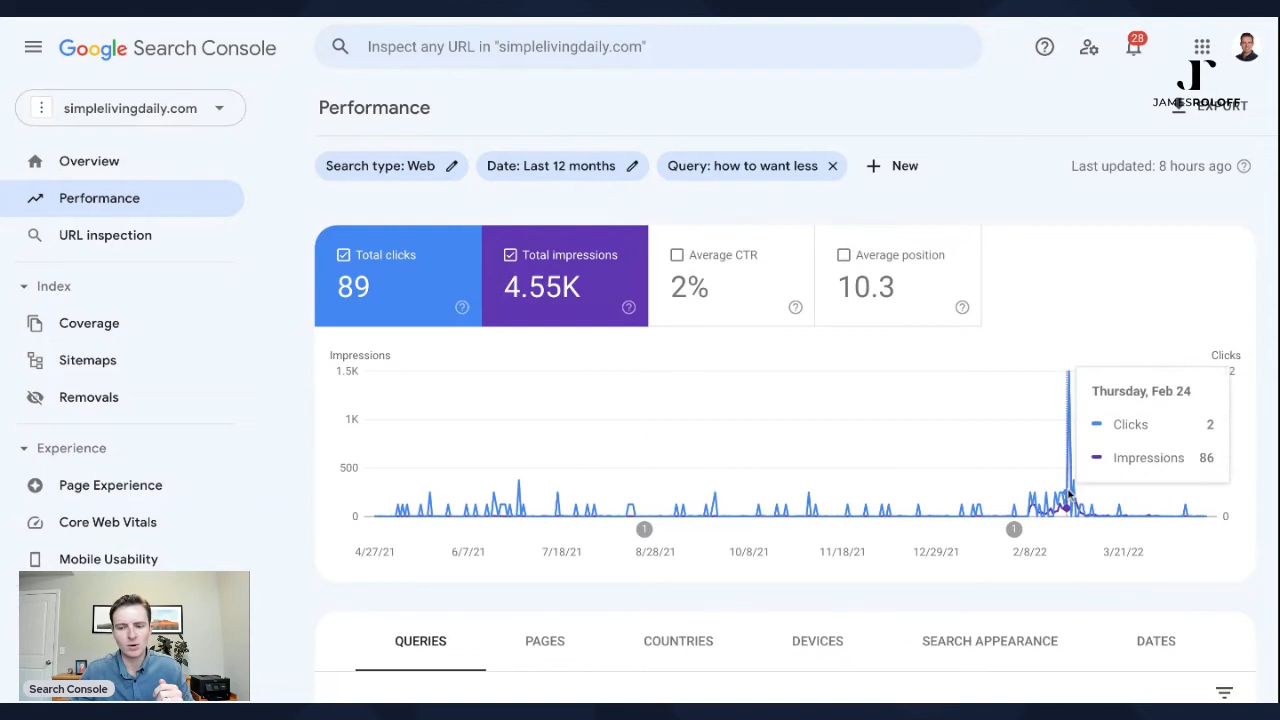 Google Search Console
Inspect any URL in "simplelivingdaily.com"
28
simplelivingdaily.com
Performance
JR
JAMESROLOFF
EXPORT
Overview
Performance
URL inspection
Index
Coverage
Sitemaps
Removals
Experience
Page Experience
Core Web Vitals
Mobile Usability
Search Console
Search type: Web
Date: Last 12 months
Query: how to want less
New
Last updated: 8 hours ago
Total clicks
89
Total impressions
4.55K
Average CTR
2%
Average position
10.3
Impressions
Clicks
1.5K
1K
500
0
2
0
Thursday, Feb 24
Clicks 2
Impressions 86
1
1
4/27/21 6/7/21 7/18/21 8/28/21 10/8/21 11/18/21 12/29/21 2/8/22 3/21/22
QUERIES PAGES COUNTRIES DEVICES SEARCH APPEARANCE DATES